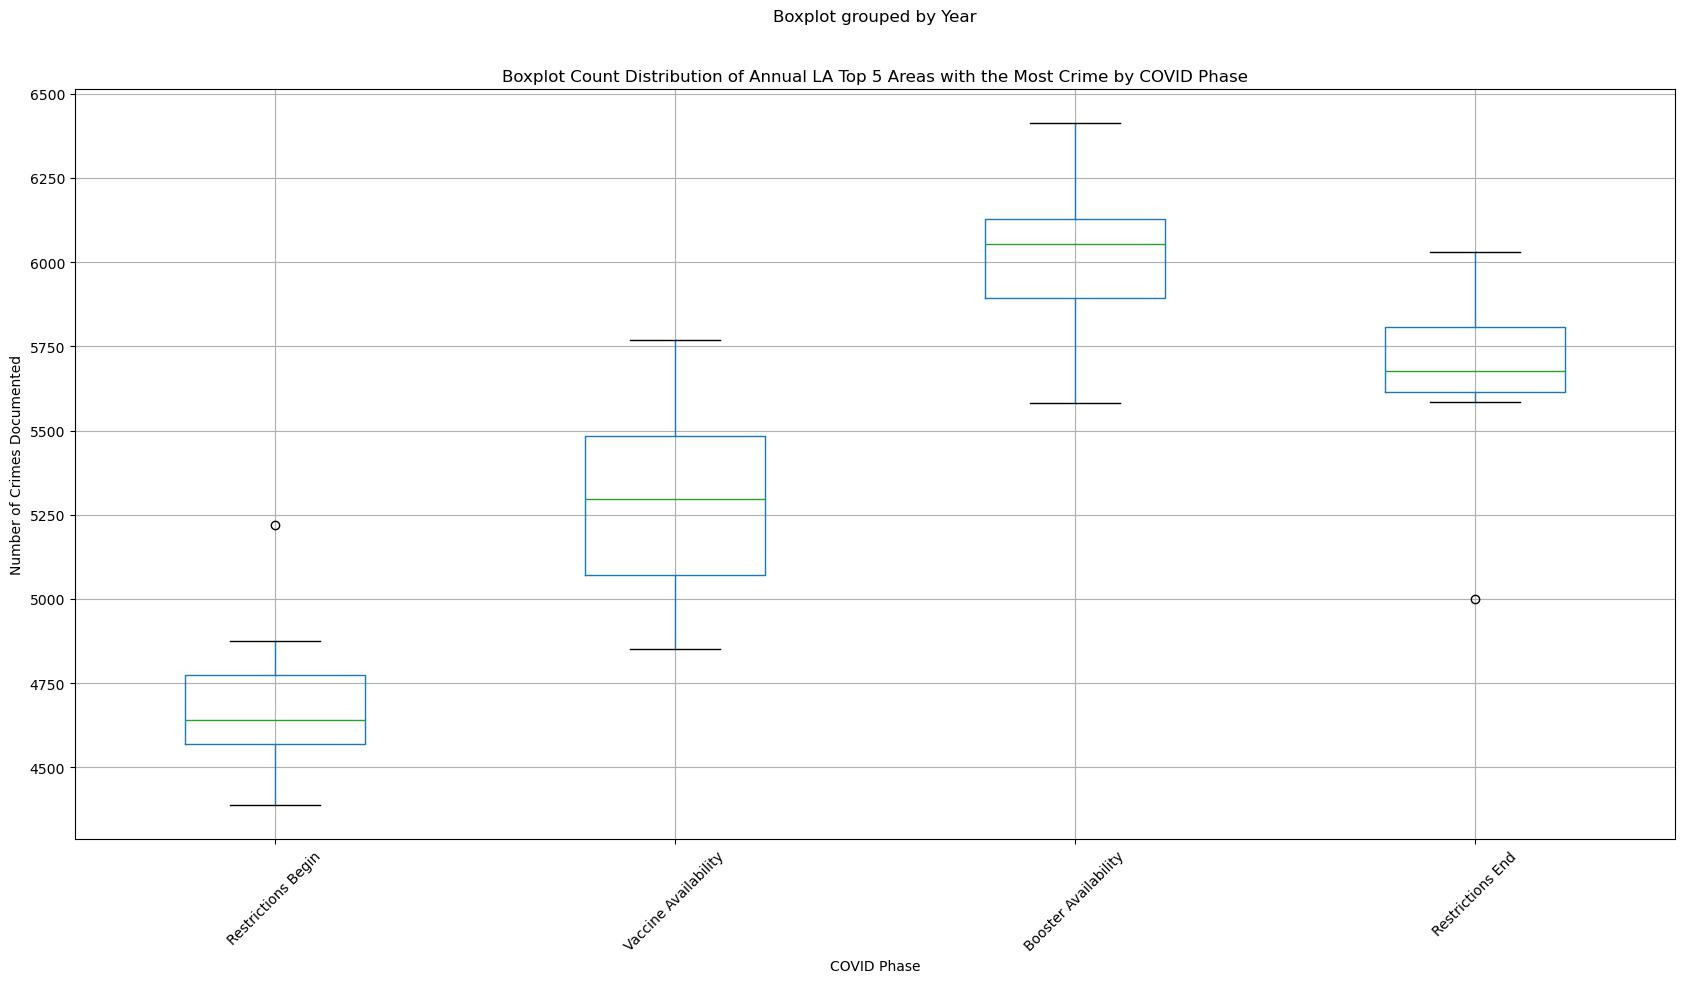 Boxplot grouped by Year
Boxplot Count Distribution of Annual LA Top 5 Areas with the Most Crime by COVID Phase
Number of Crimes Documented
6500
6250
6000
5750
5500
5250
5000
4750
4500
Restrictions Begin
Vaccine Availability
Booster Availability
Restrictions End
COVID Phase